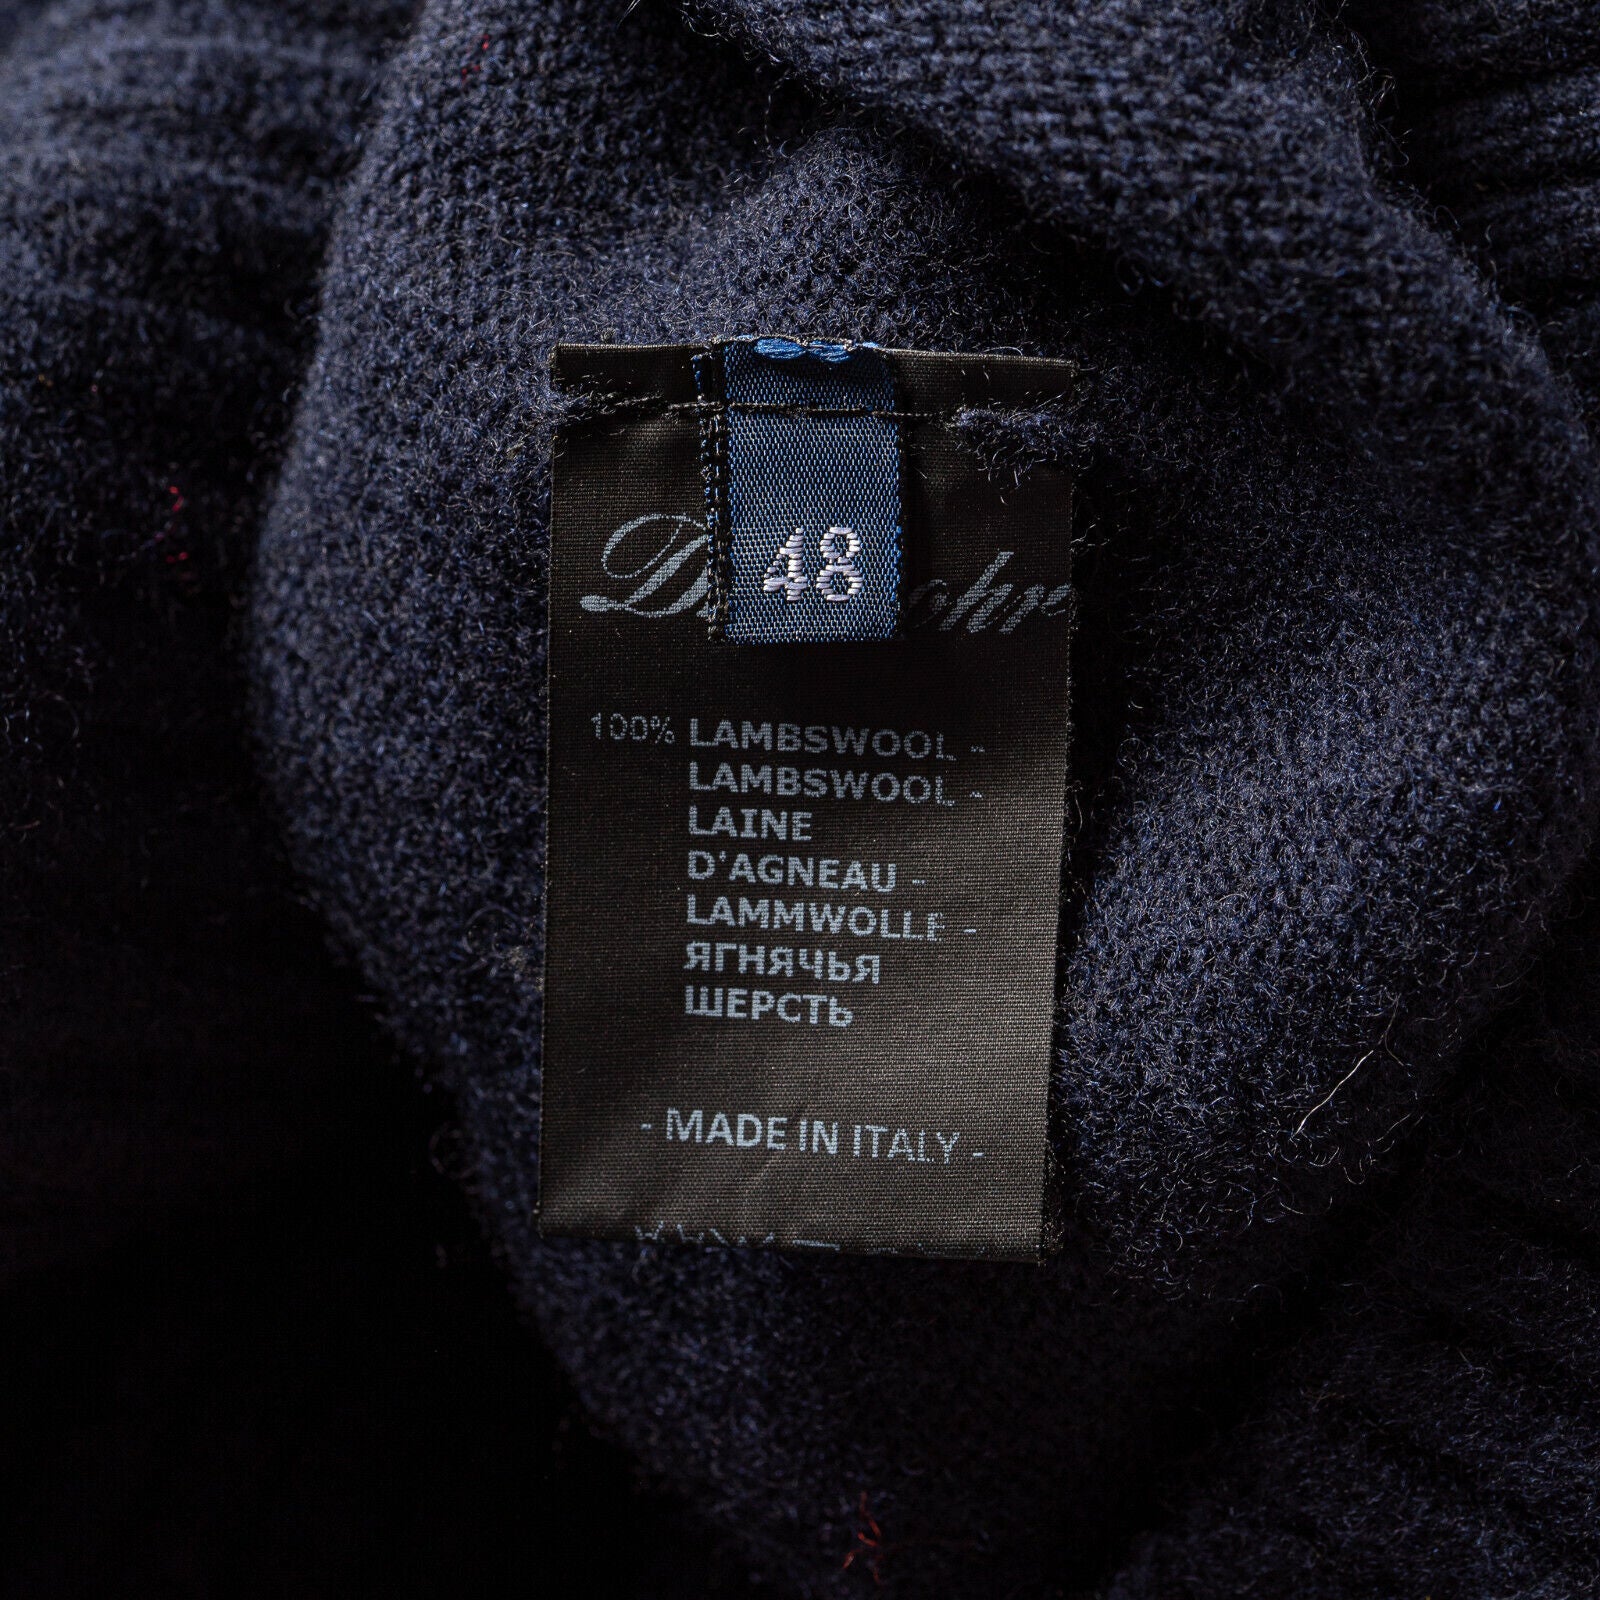 48
100% LAMBSWOOL -
LAMBSWOOL -
LAINE
D'AGNEAU -
LAMMWOLLE -
ЯГНЯЧЬЯ
ШЕРСТЬ
- MADE IN ITALY -